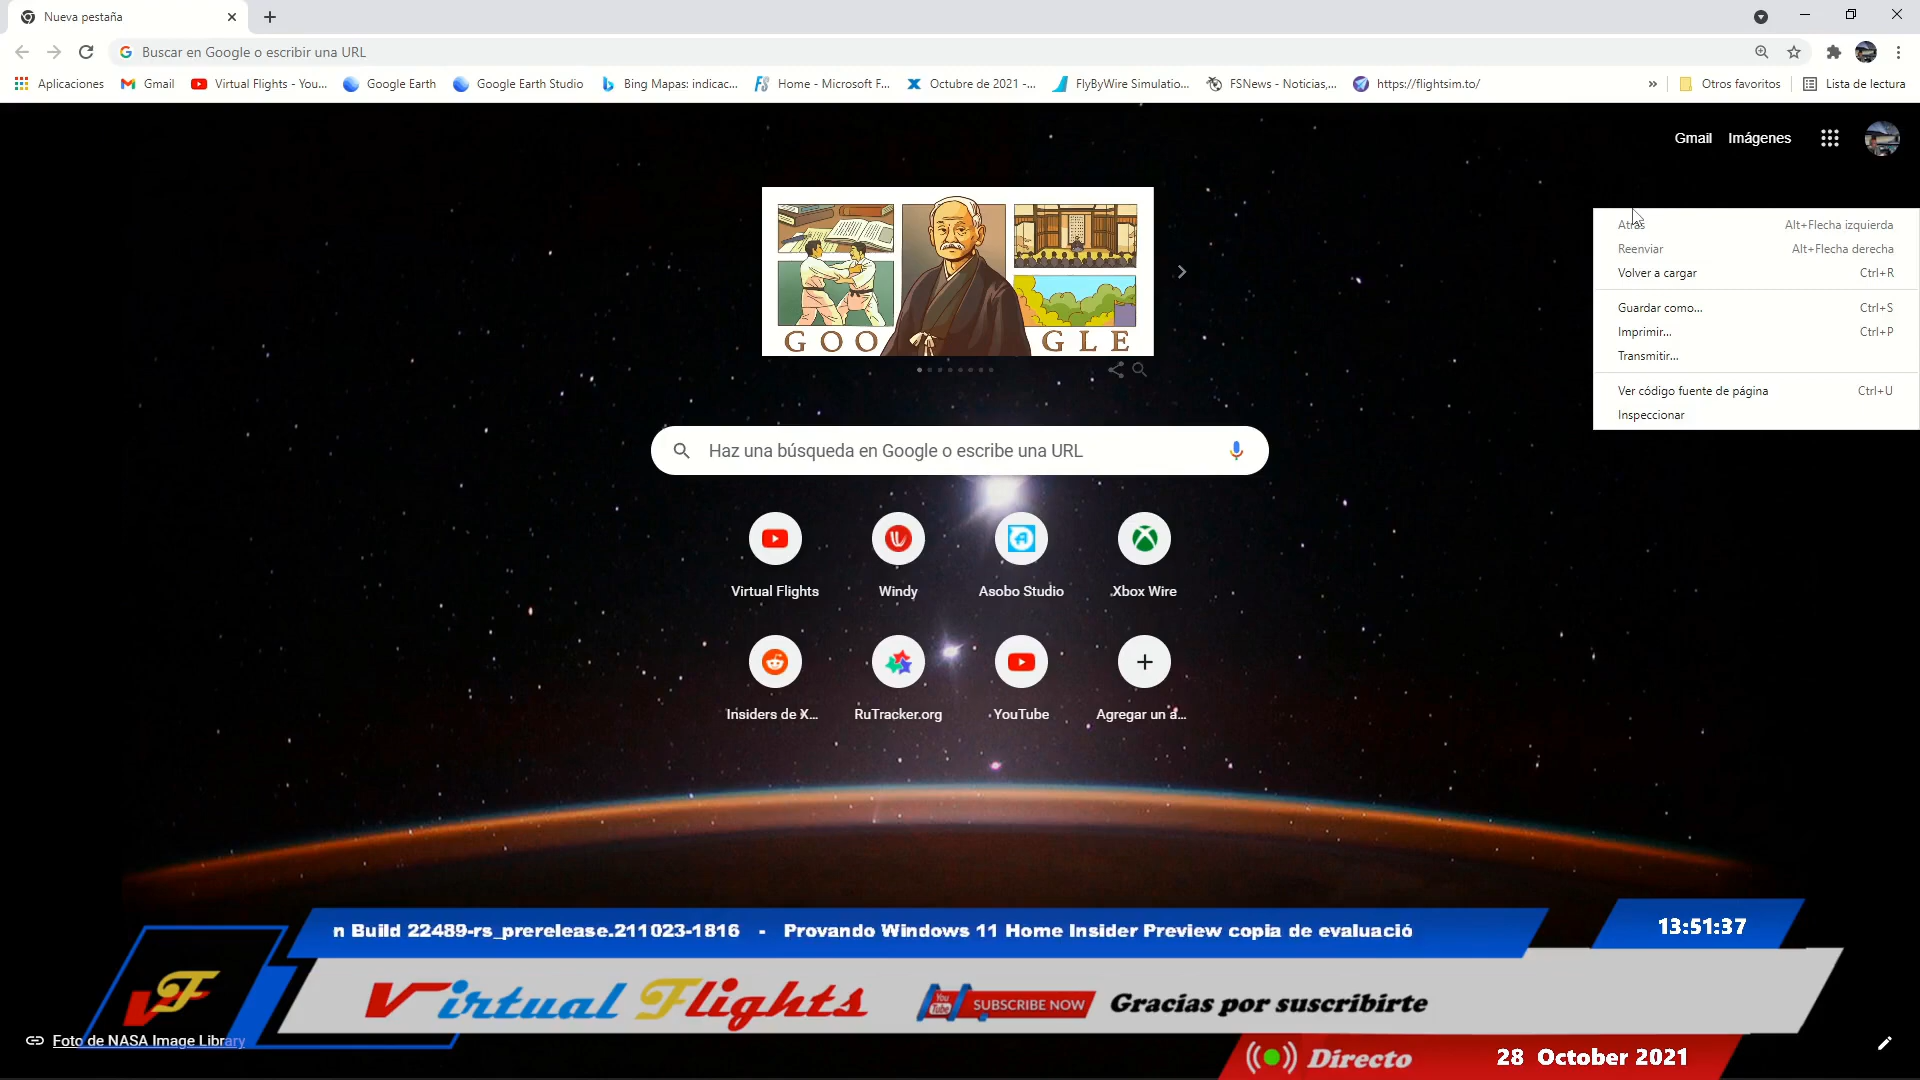 Nueva pestaña
Buscar en Google o escribir una URL
Aplicaciones Gmail Virtual Flights - You... Google Earth Google Earth Studio Bing Mapas: indicac... Home - Microsoft F... Octubre de 2021 -... FlyByWire Simulatio... FSNews - Noticias,... https://flightsim.to/ » Otros favoritos Lista de lectura
Gmail Imágenes
Atrás Alt+Flecha izquierda
Reenviar Alt+Flecha derecha
Volver a cargar Ctrl+R
Guardar como... Ctrl+S
Imprimir... Ctrl+P
Transmitir...
Ver código fuente de página Ctrl+U
Inspeccionar
GOO GLE
Haz una búsqueda en Google o escribe una URL
Virtual Flights Windy Asobo Studio Xbox Wire
Insiders de X... RuTracker.org YouTube Agregar un a...
n Build 22489-rs_prerelease.211023-1816 - Provando Windows 11 Home Insider Preview copia de evaluació
13:51:37
VF
Virtual Flights
You Tube SUBSCRIBE NOW Gracias por suscribirte
Foto de NASA Image Library
Directo 28 October 2021